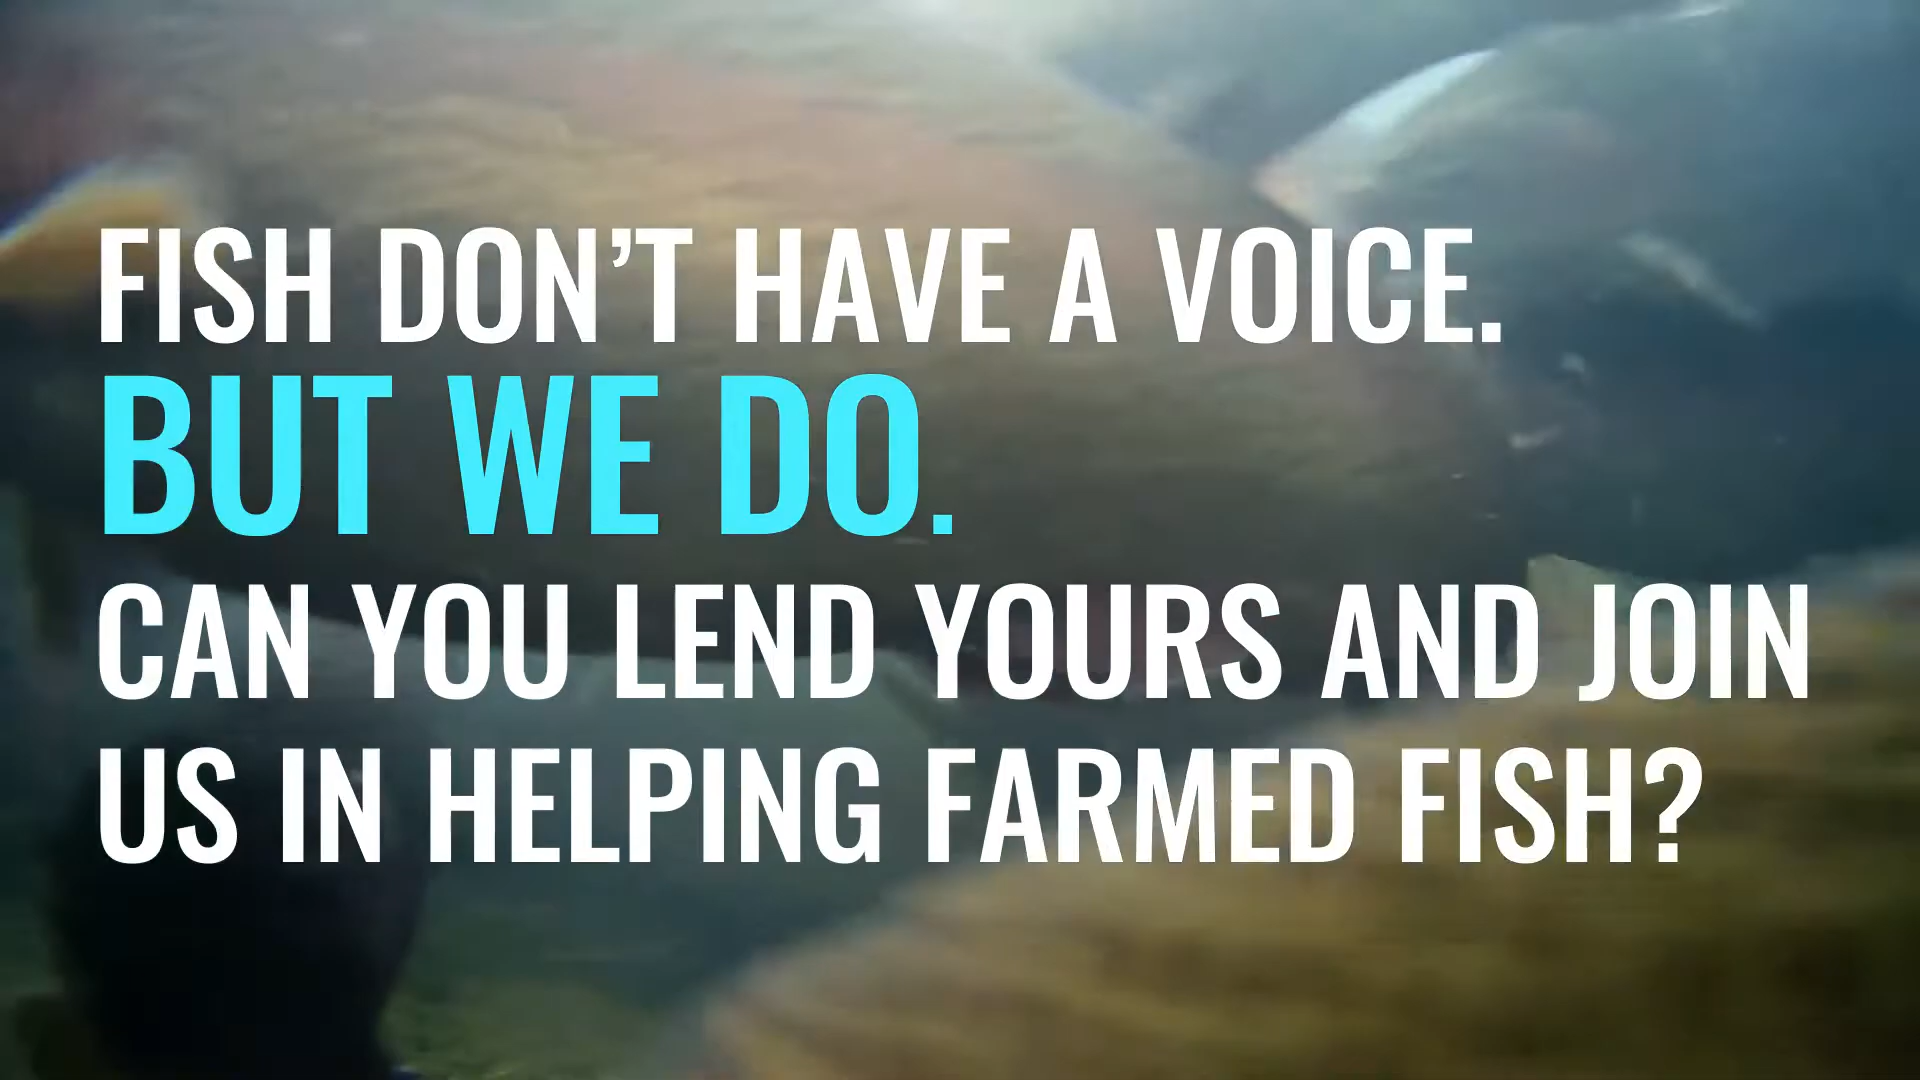 FISH DON’T HAVE A VOICE.
BUT WE DO.
CAN YOU LEND YOURS AND JOIN
US IN HELPING FARMED FISH?